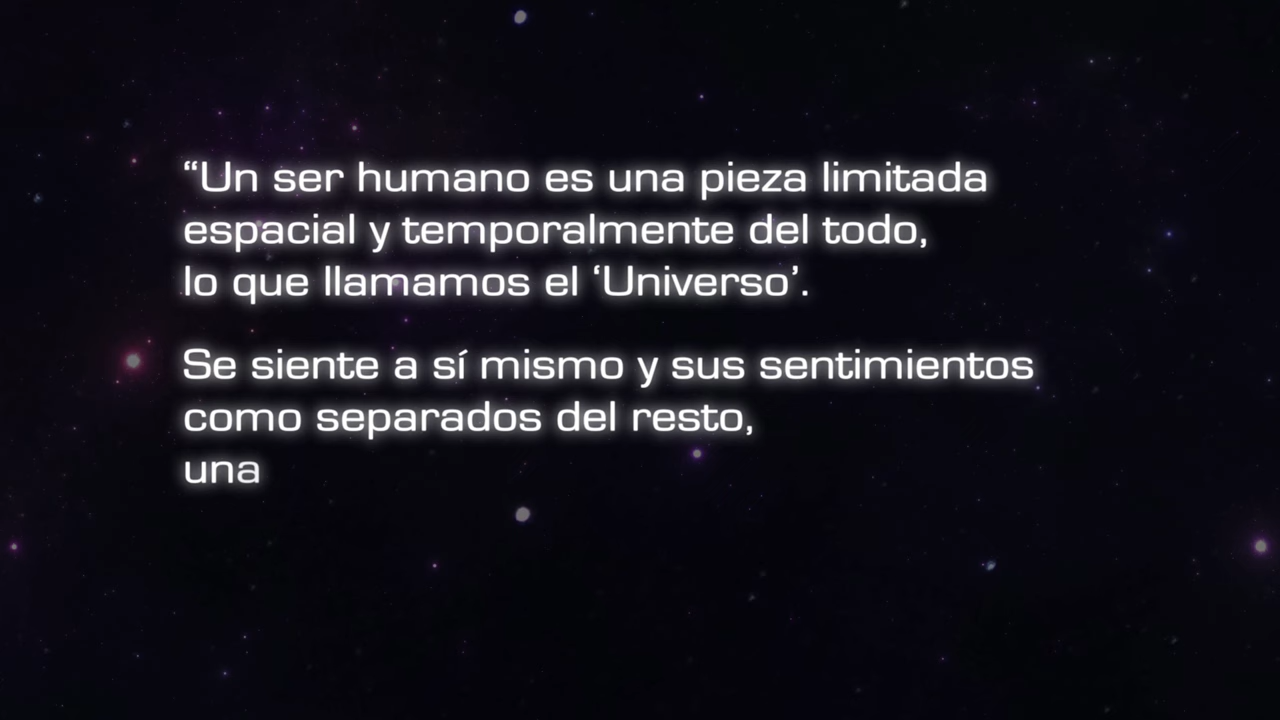 “Un ser humano es una pieza limitada
espacial y temporalmente del todo,
lo que llamamos el ‘Universo’.
Se siente a sí mismo y sus sentimientos
como separados del resto,
una